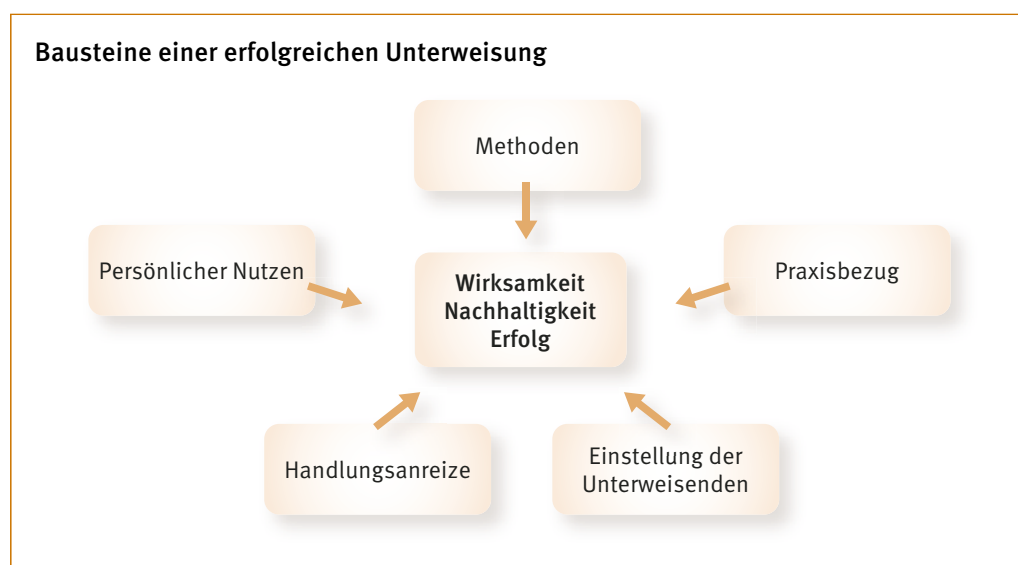 Bausteine einer erfolgreichen Unterweisung
Methoden
Persönlicher Nutzen
Wirksamkeit
Nachhaltigkeit
Erfolg
Praxisbezug
Handlungsanreize
Einstellung der
Unterweisenden